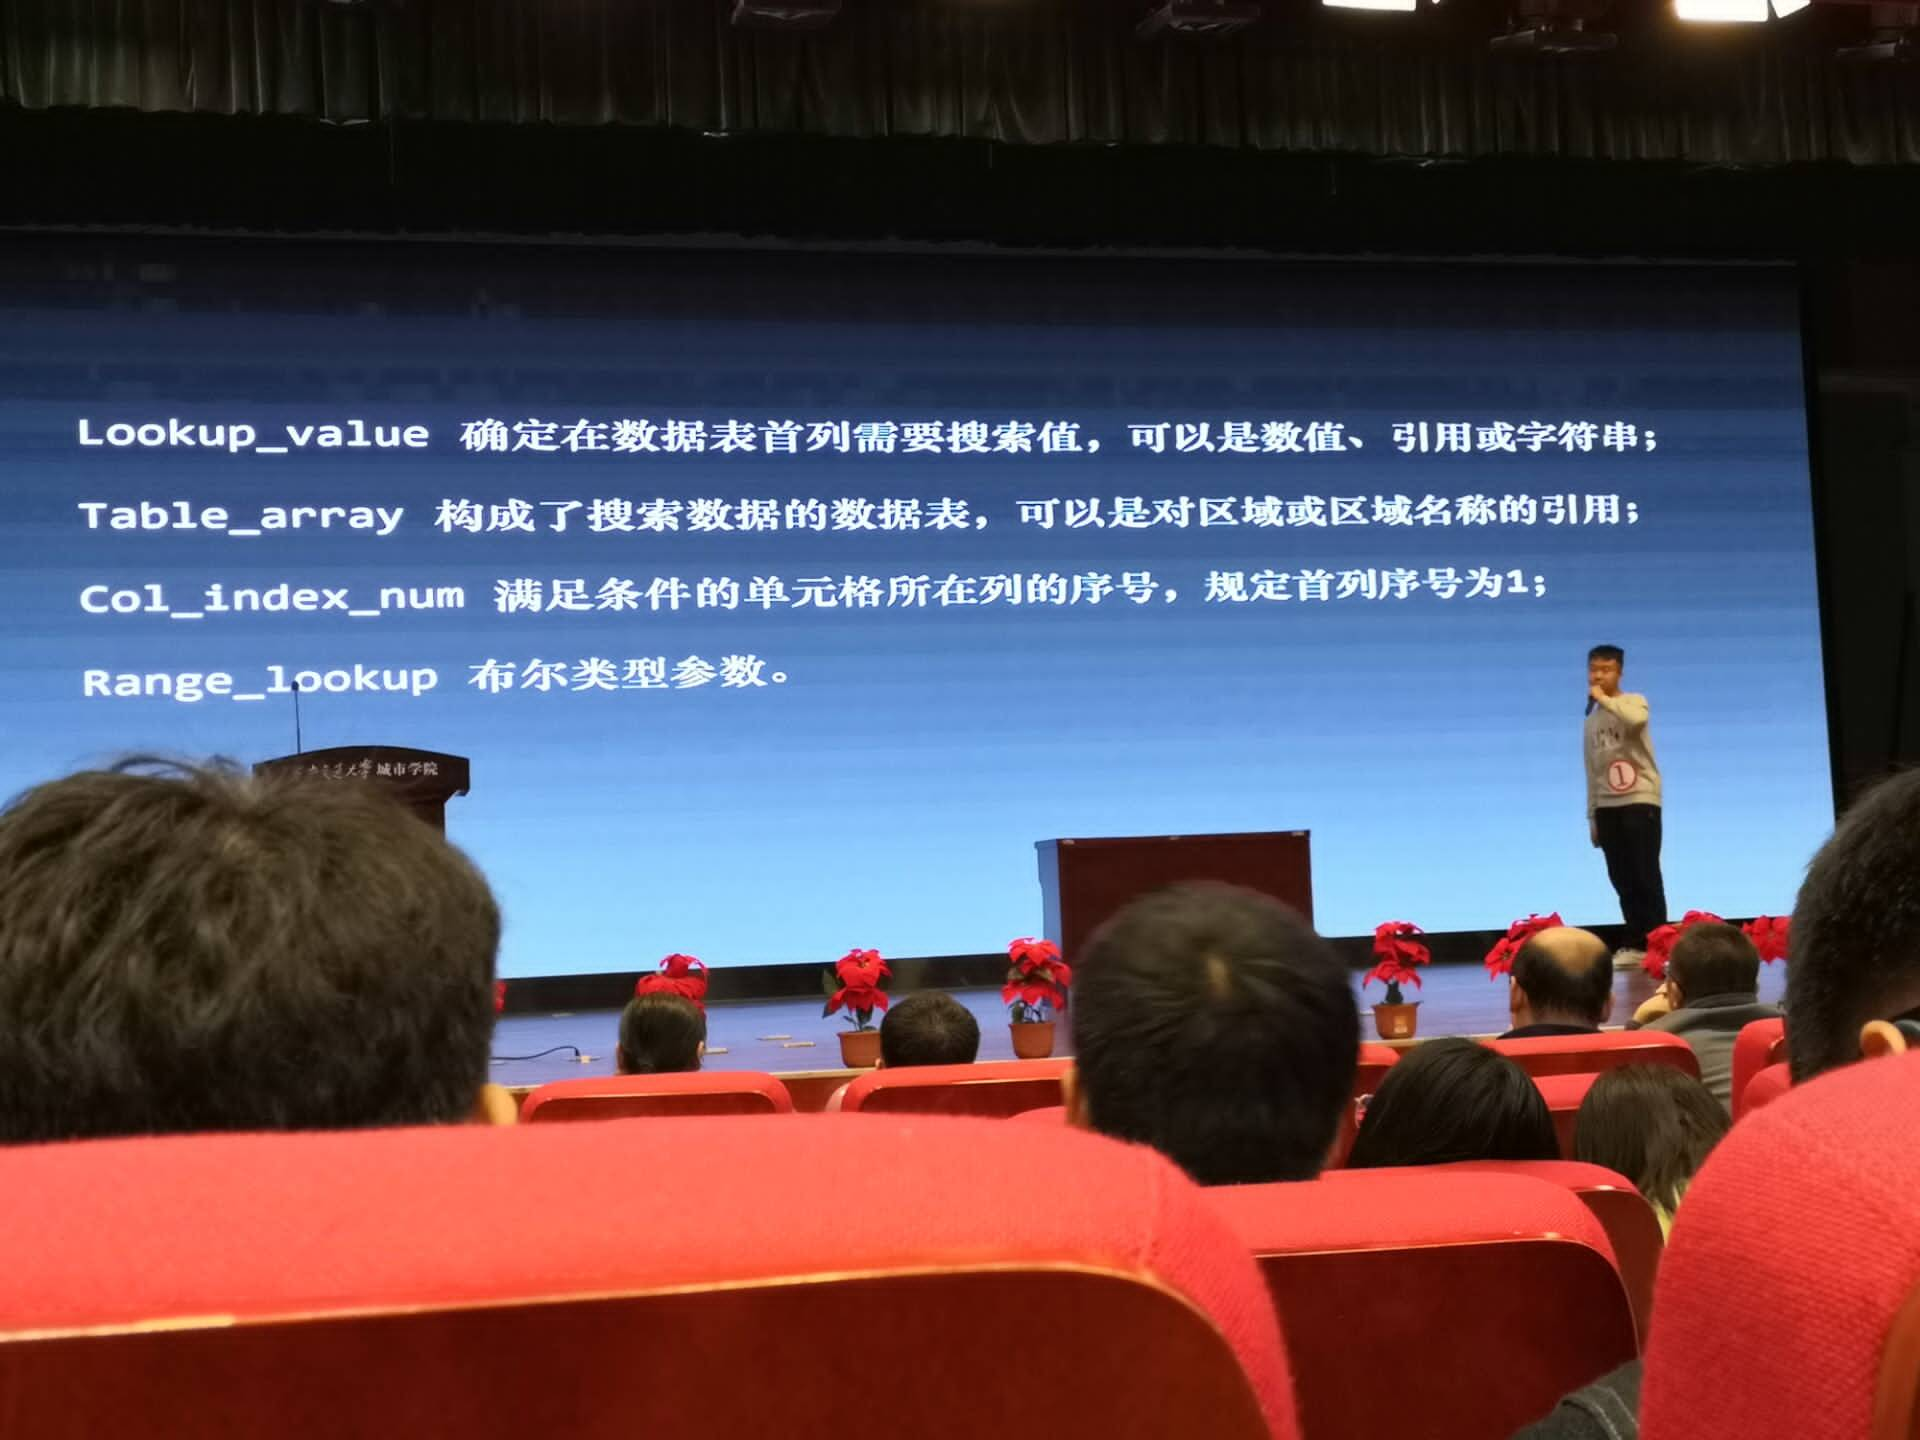 Lookup_value 确定在数据表首列需要搜索值，可以是数值、引用或字符串；
Table_array 构成了搜索数据的数据表，可以是对区域或区域名称的引用；
Col_index_num 满足条件的单元格所在列的序号，规定首列序号为1；
Range_lookup 布尔类型参数。
大学 城市学院
1